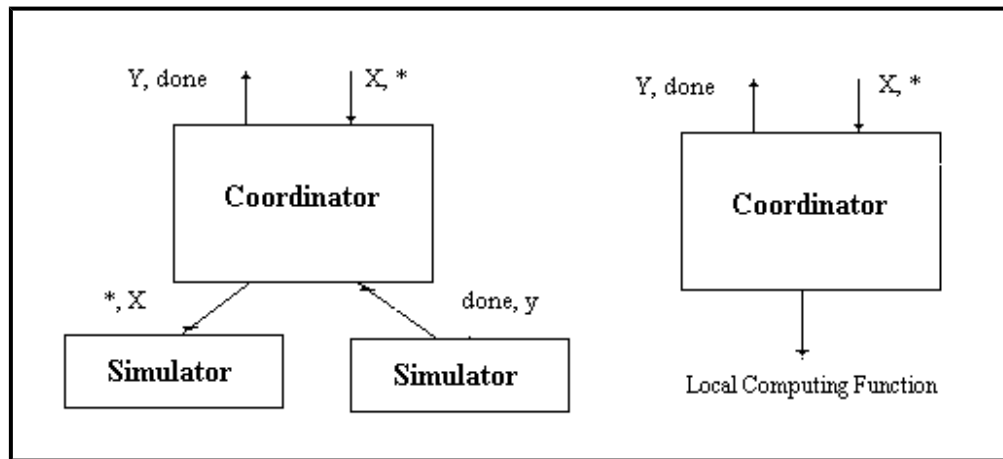 Y, done
X, *
Coordinator
*, X
done, y
Simulator
Simulator
Y, done
X, *
Coordinator
Local Computing Function